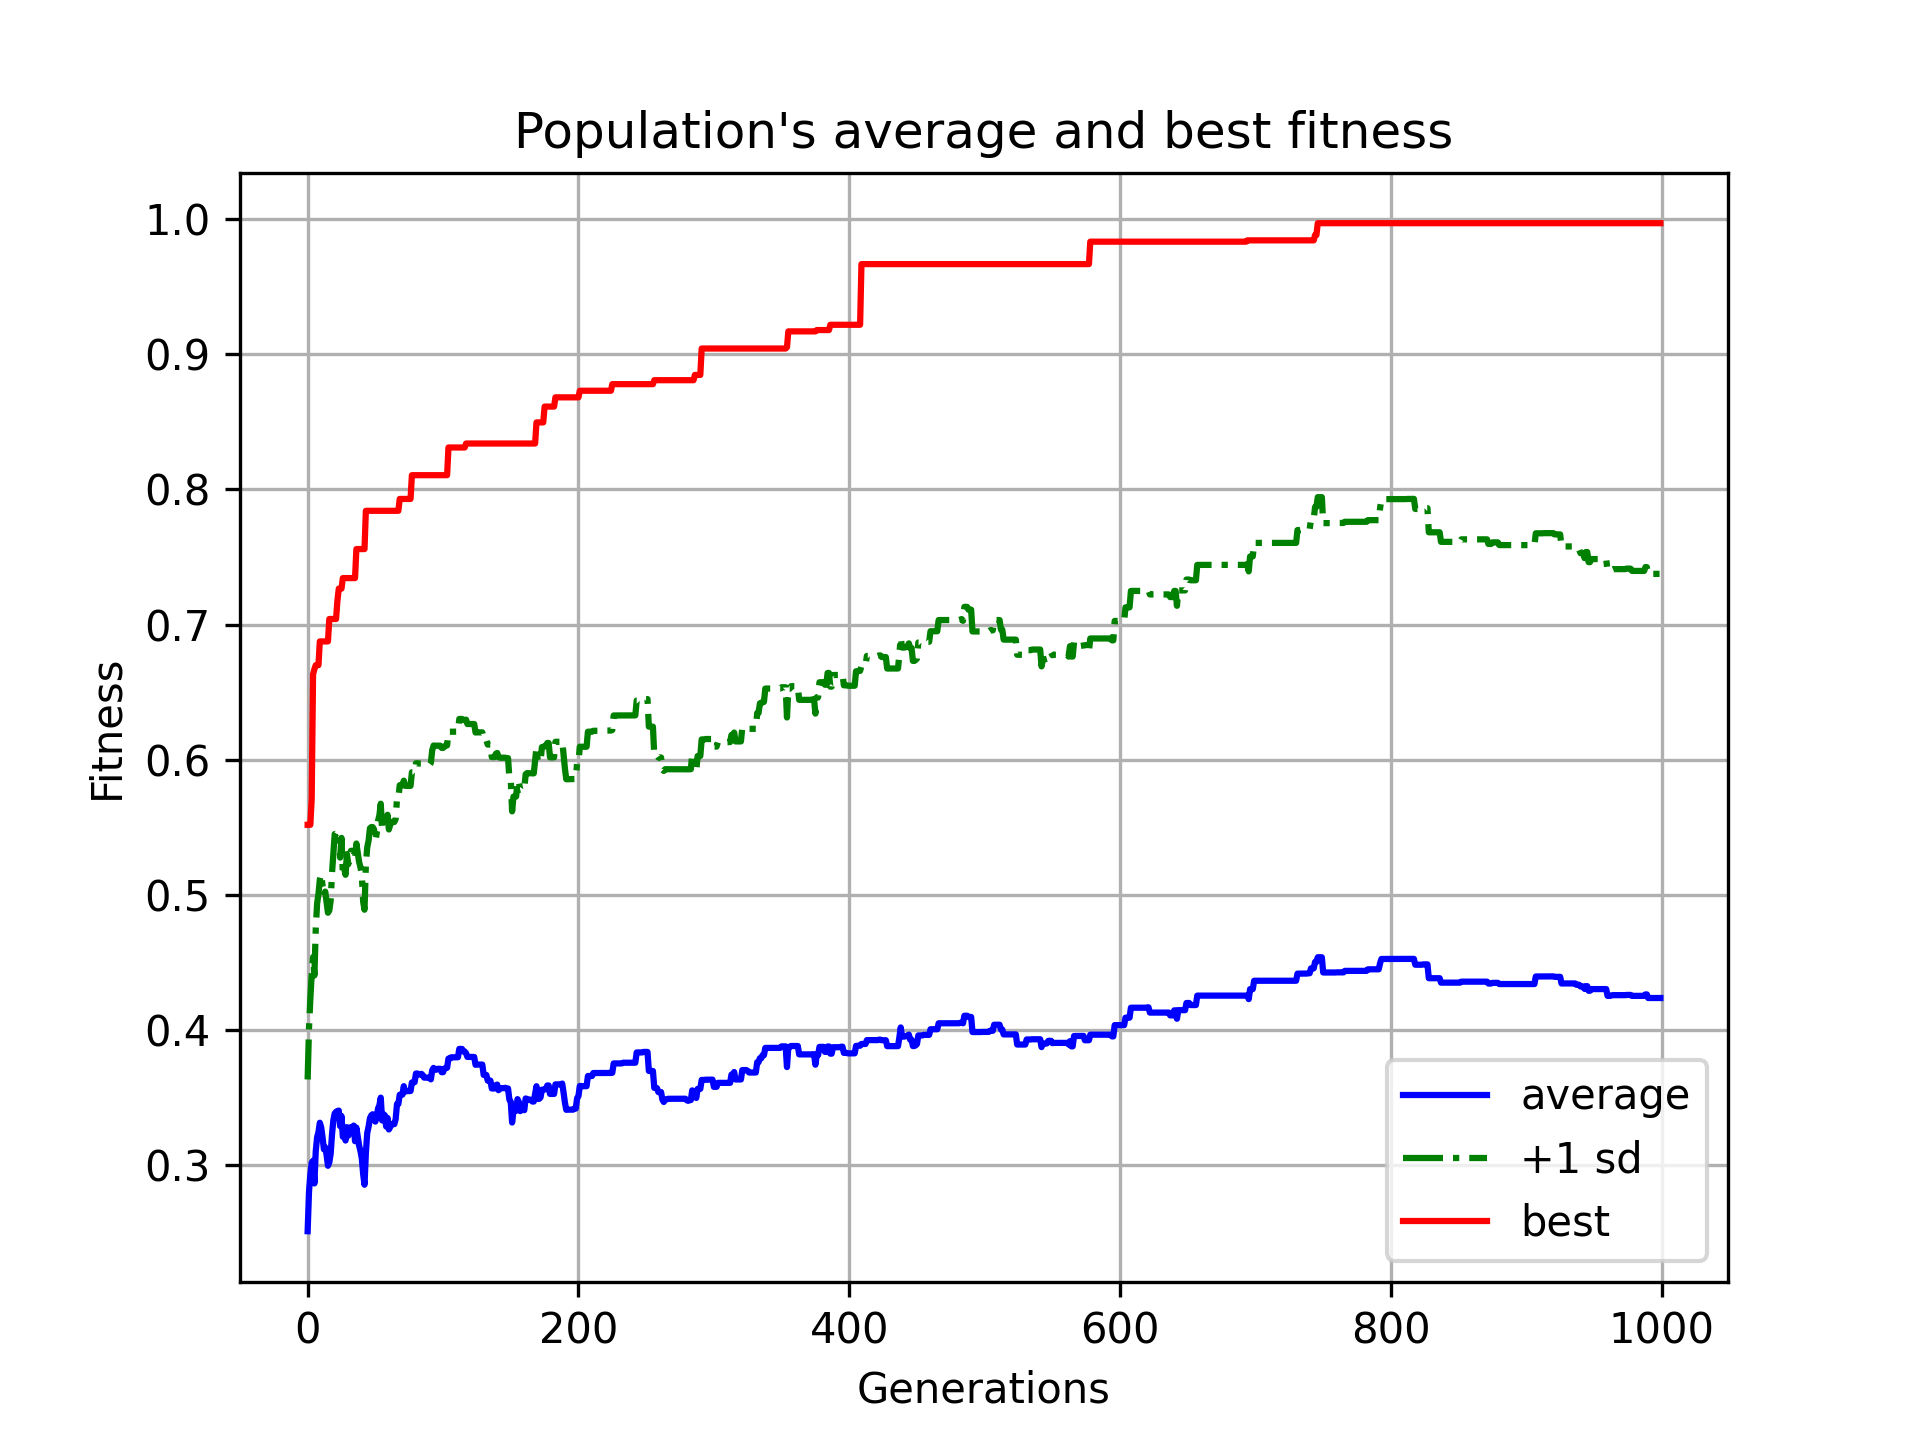 Population's average and best fitness
1.0
0.9
0.8
0.7
0.6
0.5
0.4
0.3
Fitness
average
+1 sd
best
0 200 400 600 800 1000
Generations